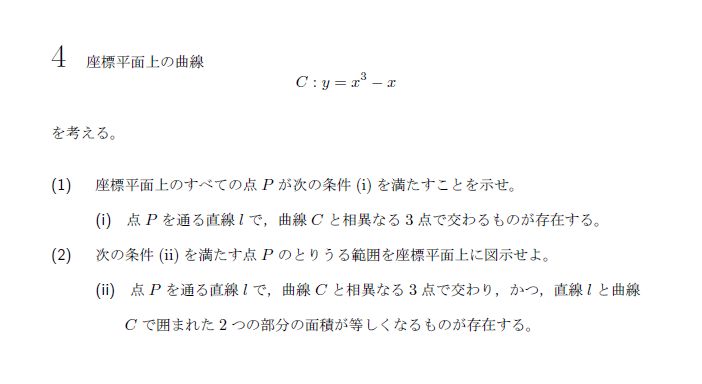 4 座標平面上の曲線
C : y = x³ − x
を考える。
(1) 座標平面上のすべての点 P が次の条件 (i) を満たすことを示せ。
(i) 点 P を通る直線 l で，曲線 C と相異なる 3 点で交わるものが存在する。
(2) 次の条件 (ii) を満たす点 P のとりうる範囲を座標平面上に図示せよ。
(ii) 点 P を通る直線 l で，曲線 C と相異なる 3 点で交わり，かつ，直線 l と曲線
C で囲まれた 2 つの部分の面積が等しくなるものが存在する。